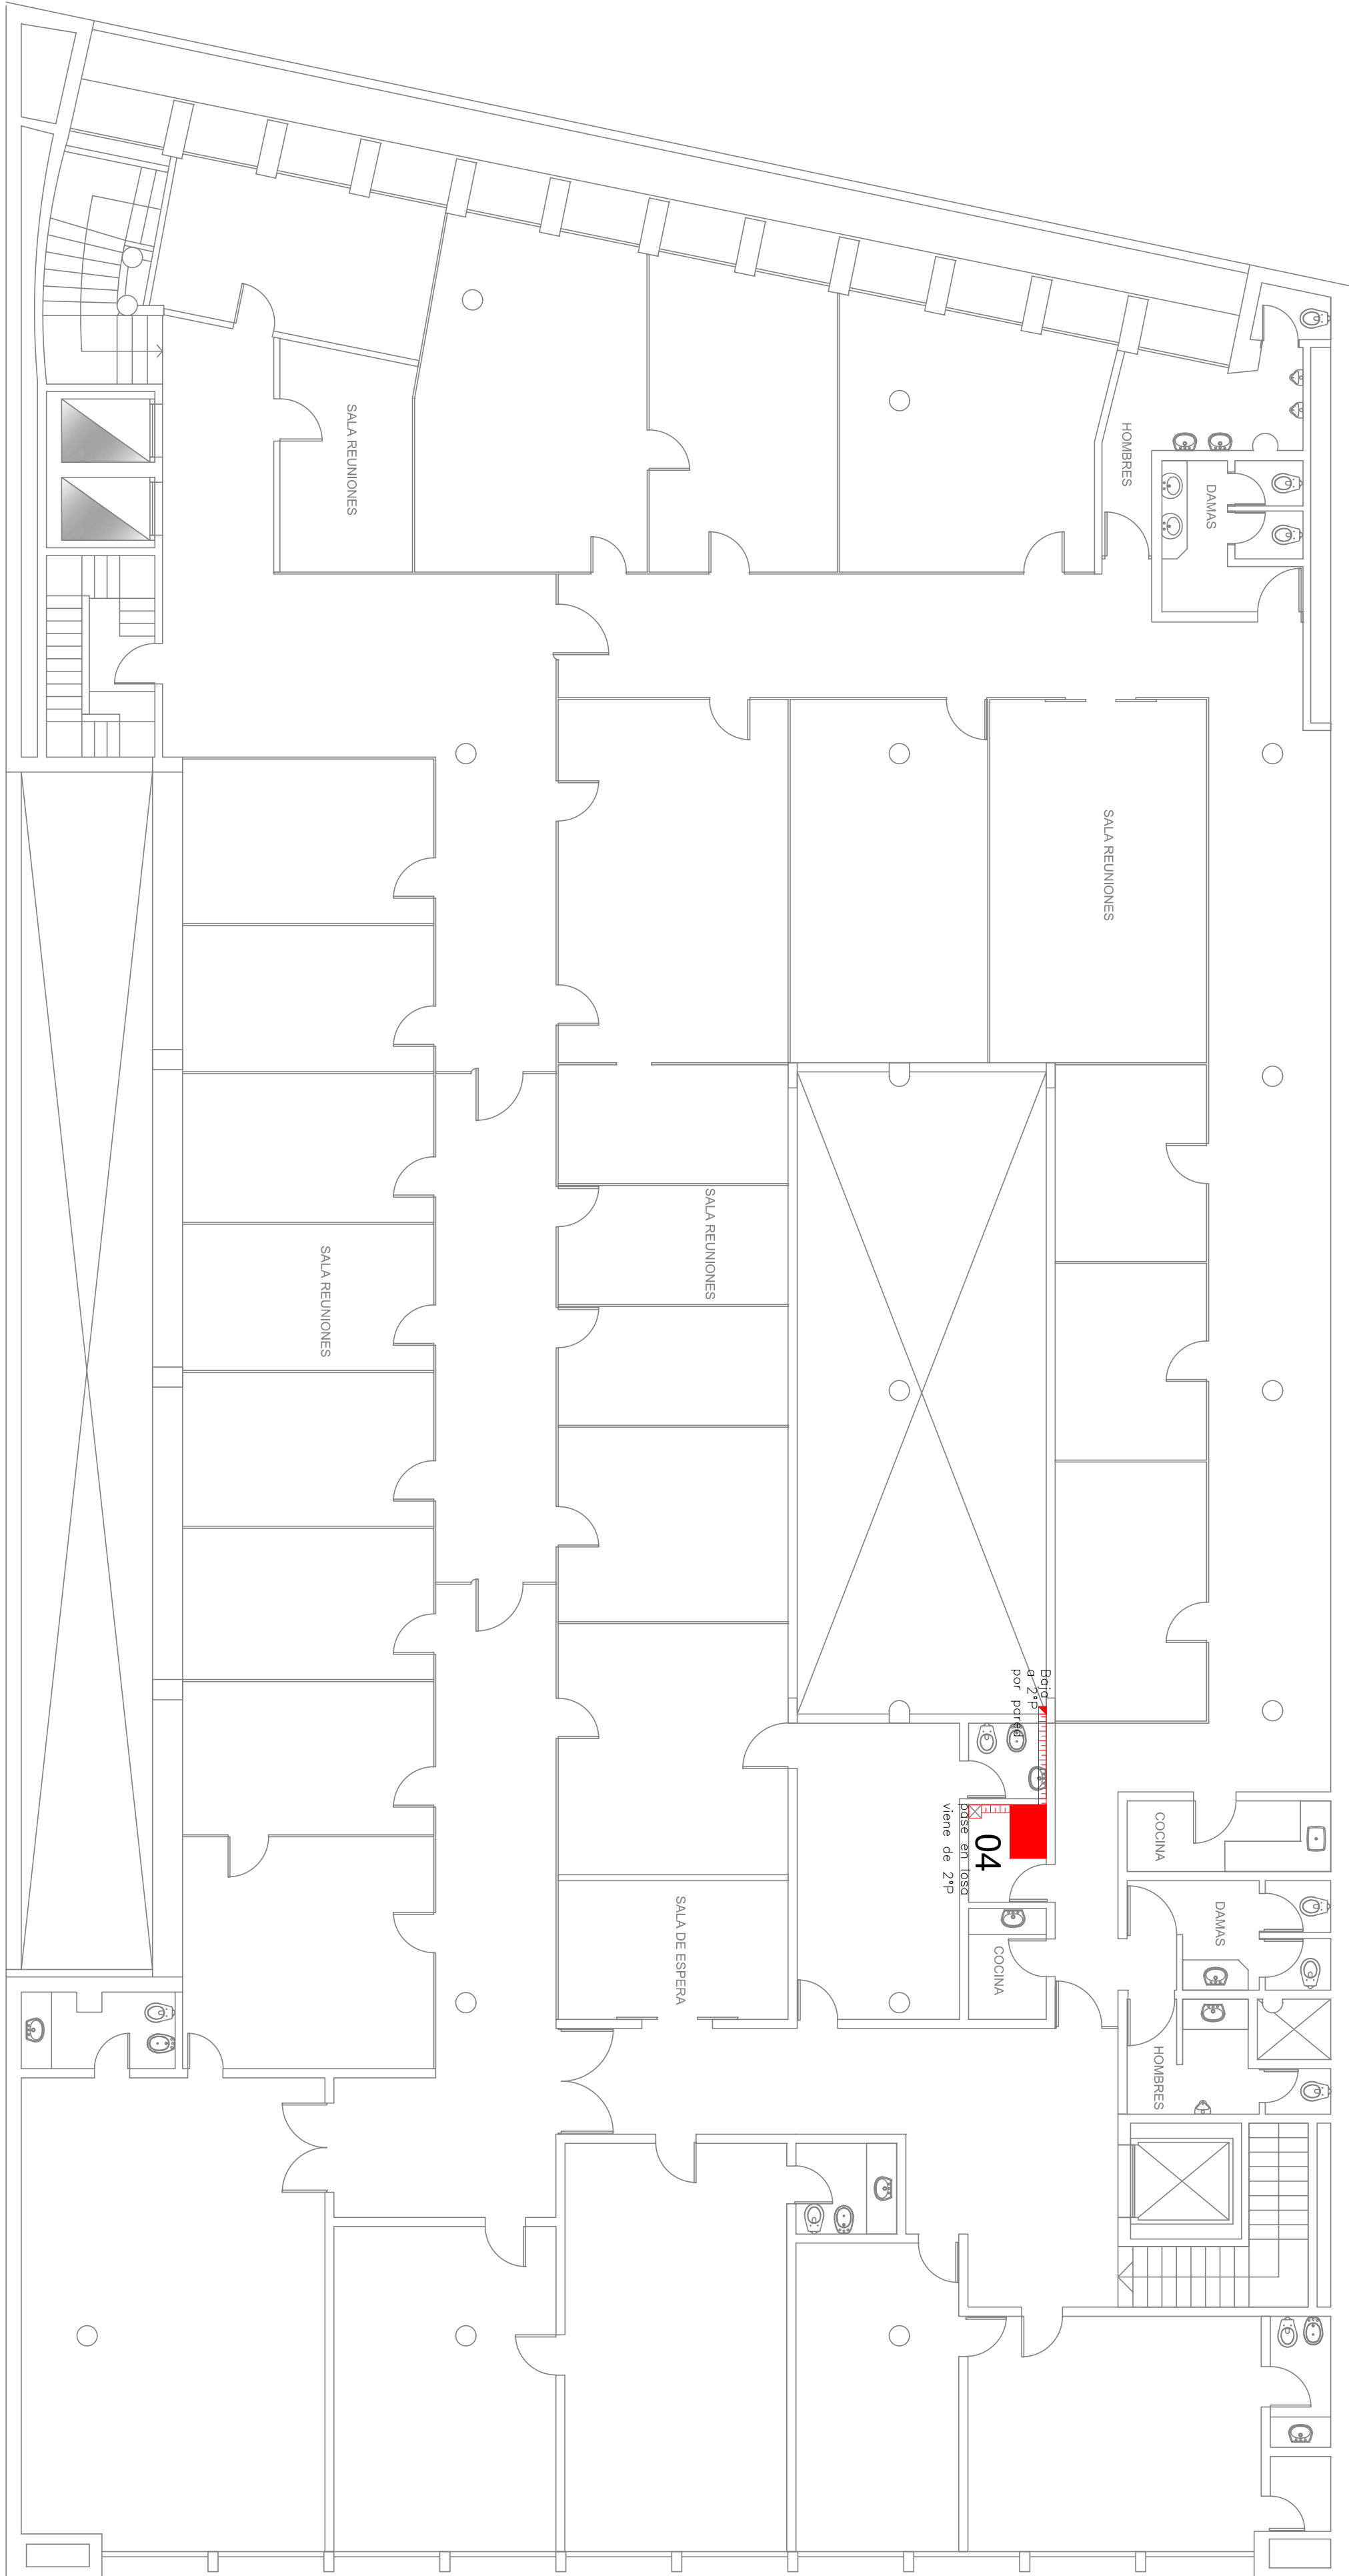 SALA REUNIONES
HOMBRES
DAMAS
SALA REUNIONES
SALA REUNIONES
SALA REUNIONES
Baja
a 2°P
por pared
04
pase en losa
viene de 2°P
COCINA
DAMAS
SALA DE ESPERA
COCINA
HOMBRES